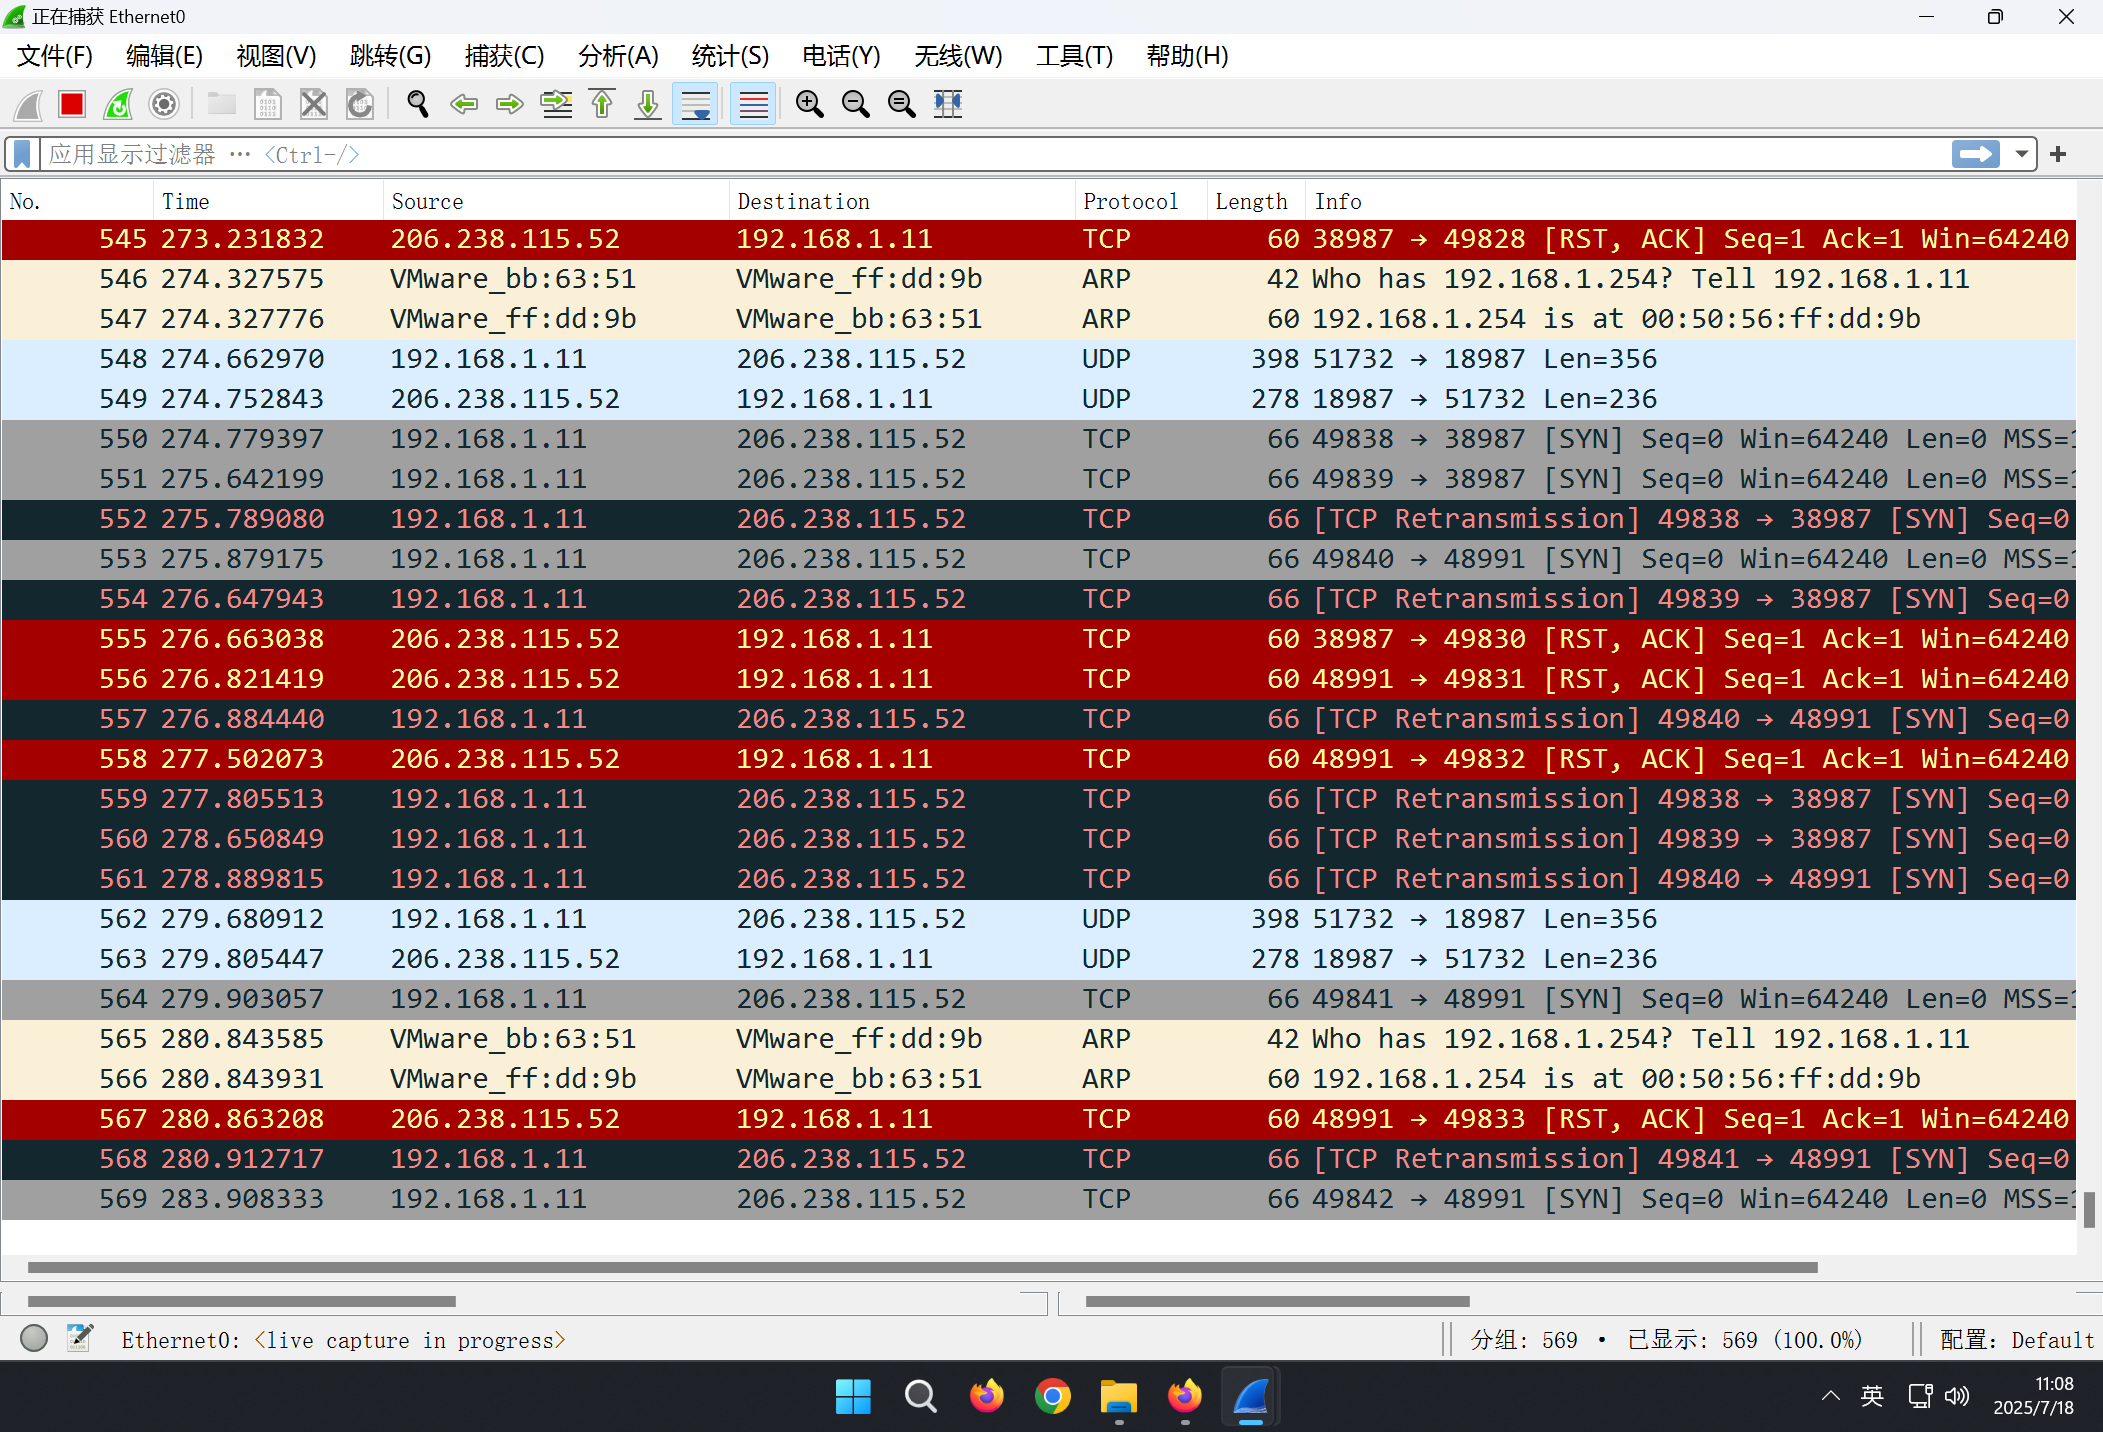 正在捕获 Ethernet0
文件(F) 编辑(E) 视图(V) 跳转(G) 捕获(C) 分析(A) 统计(S) 电话(Y) 无线(W) 工具(T) 帮助(H)
应用显示过滤器 … <Ctrl-/>
No. Time Source Destination Protocol Length Info
545 273.231832 206.238.115.52 192.168.1.11 TCP 60 38987 → 49828 [RST, ACK] Seq=1 Ack=1 Win=64240
546 274.327575 VMware_bb:63:51 VMware_ff:dd:9b ARP 42 Who has 192.168.1.254? Tell 192.168.1.11
547 274.327776 VMware_ff:dd:9b VMware_bb:63:51 ARP 60 192.168.1.254 is at 00:50:56:ff:dd:9b
548 274.662970 192.168.1.11 206.238.115.52 UDP 398 51732 → 18987 Len=356
549 274.752843 206.238.115.52 192.168.1.11 UDP 278 18987 → 51732 Len=236
550 274.779397 192.168.1.11 206.238.115.52 TCP 66 49838 → 38987 [SYN] Seq=0 Win=64240 Len=0 MSS=1
551 275.642199 192.168.1.11 206.238.115.52 TCP 66 49839 → 38987 [SYN] Seq=0 Win=64240 Len=0 MSS=1
552 275.789080 192.168.1.11 206.238.115.52 TCP 66 [TCP Retransmission] 49838 → 38987 [SYN] Seq=0
553 275.879175 192.168.1.11 206.238.115.52 TCP 66 49840 → 48991 [SYN] Seq=0 Win=64240 Len=0 MSS=1
554 276.647943 192.168.1.11 206.238.115.52 TCP 66 [TCP Retransmission] 49839 → 38987 [SYN] Seq=0
555 276.663038 206.238.115.52 192.168.1.11 TCP 60 38987 → 49830 [RST, ACK] Seq=1 Ack=1 Win=64240
556 276.821419 206.238.115.52 192.168.1.11 TCP 60 48991 → 49831 [RST, ACK] Seq=1 Ack=1 Win=64240
557 276.884440 192.168.1.11 206.238.115.52 TCP 66 [TCP Retransmission] 49840 → 48991 [SYN] Seq=0
558 277.502073 206.238.115.52 192.168.1.11 TCP 60 48991 → 49832 [RST, ACK] Seq=1 Ack=1 Win=64240
559 277.805513 192.168.1.11 206.238.115.52 TCP 66 [TCP Retransmission] 49838 → 38987 [SYN] Seq=0
560 278.650849 192.168.1.11 206.238.115.52 TCP 66 [TCP Retransmission] 49839 → 38987 [SYN] Seq=0
561 278.889815 192.168.1.11 206.238.115.52 TCP 66 [TCP Retransmission] 49840 → 48991 [SYN] Seq=0
562 279.680912 192.168.1.11 206.238.115.52 UDP 398 51732 → 18987 Len=356
563 279.805447 206.238.115.52 192.168.1.11 UDP 278 18987 → 51732 Len=236
564 279.903057 192.168.1.11 206.238.115.52 TCP 66 49841 → 48991 [SYN] Seq=0 Win=64240 Len=0 MSS=1
565 280.843585 VMware_bb:63:51 VMware_ff:dd:9b ARP 42 Who has 192.168.1.254? Tell 192.168.1.11
566 280.843931 VMware_ff:dd:9b VMware_bb:63:51 ARP 60 192.168.1.254 is at 00:50:56:ff:dd:9b
567 280.863208 206.238.115.52 192.168.1.11 TCP 60 48991 → 49833 [RST, ACK] Seq=1 Ack=1 Win=64240
568 280.912717 192.168.1.11 206.238.115.52 TCP 66 [TCP Retransmission] 49841 → 48991 [SYN] Seq=0
569 283.908333 192.168.1.11 206.238.115.52 TCP 66 49842 → 48991 [SYN] Seq=0 Win=64240 Len=0 MSS=1
Ethernet0: <live capture in progress> 分组: 569 · 已显示: 569 (100.0%) 配置: Default
英 11:08
2025/7/18